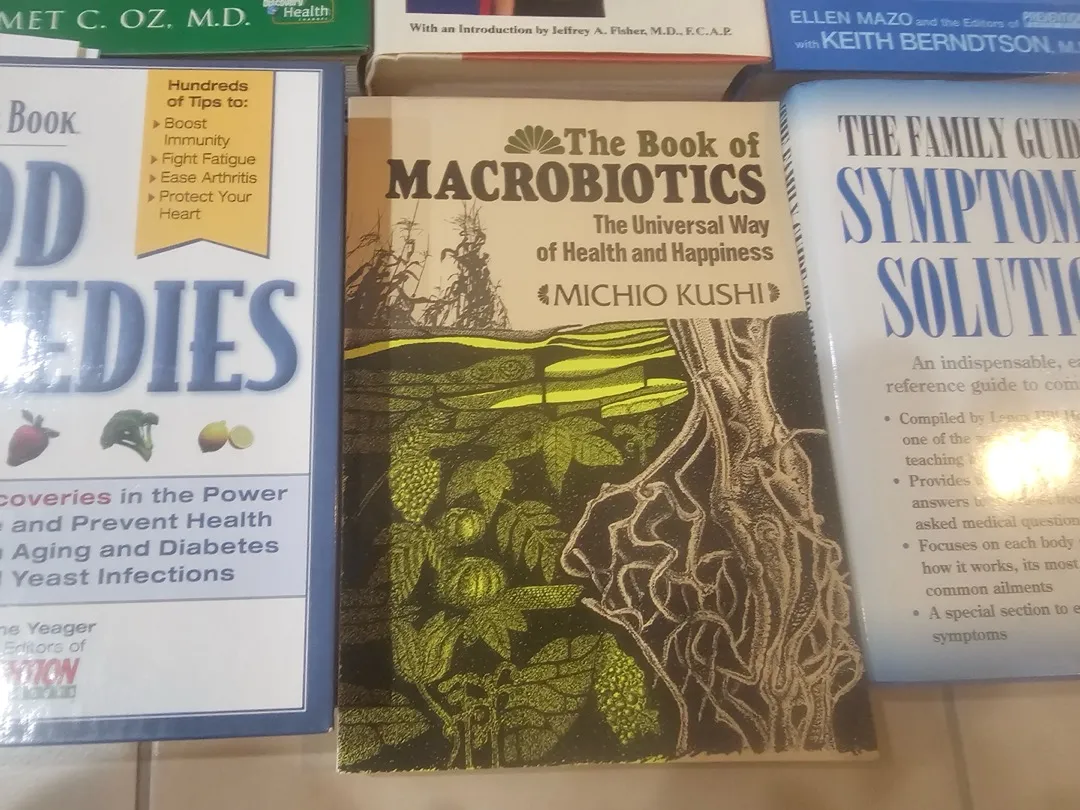 MET C. OZ, M.D.
Discovery
Health
With an Introduction by Jeffrey A. Fisher, M.D., F.C.A.P.
ELLEN MAZO and the Editors of PREVENTION
with KEITH BERNDTSON, M.
Book
Hundreds
of Tips to:
Boost
Immunity
Fight Fatigue
Ease Arthritis
Protect Your
Heart
OD
EDIES
coveries in the Power
e and Prevent Health
Aging and Diabetes
Yeast Infections
ne Yeager
Editors of
NTION
The Book of
MACROBIOTICS
The Universal Way
of Health and Happiness
MICHIO KUSHI
THE FAMILY GUID
SYMPTOM
SOLUTI
An indispensable, ea
reference guide to com
• Compiled by
one of the
teaching
• Provides
answers
asked medical question
• Focuses on each body
how it works, its most
common ailments
• A special section to e
symptoms